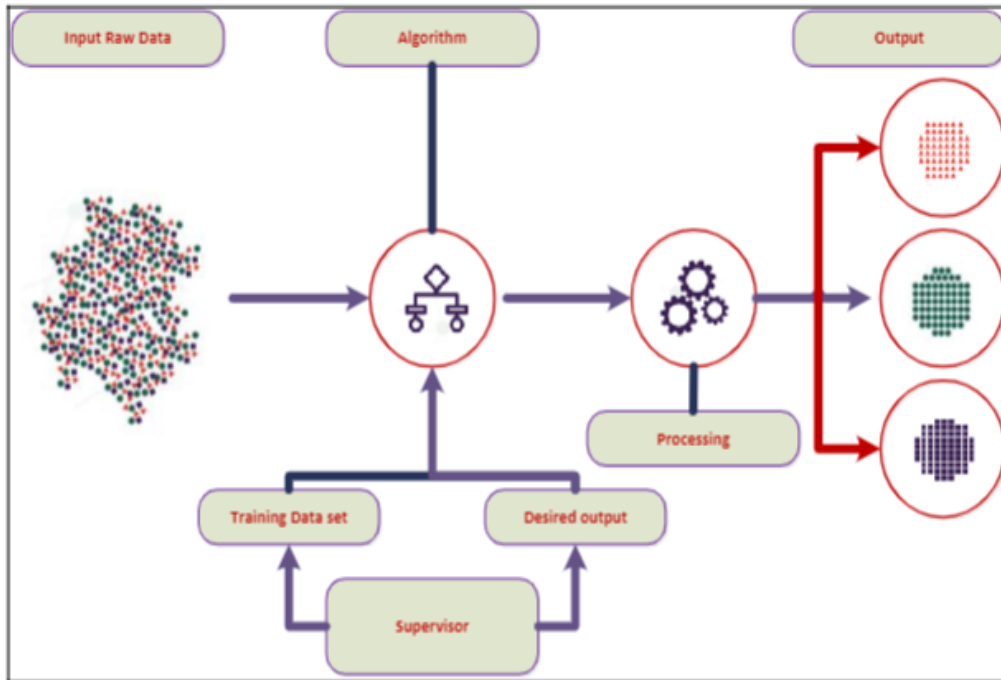 Input Raw Data
Algorithm
Output
Processing
Training Data set
Desired output
Supervisor